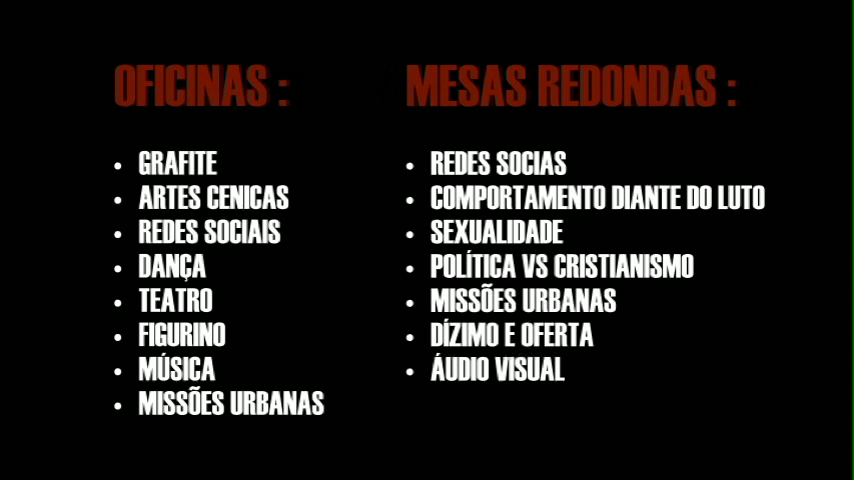 OFICINAS :
• GRAFITE
• ARTES CENICAS
• REDES SOCIAIS
• DANÇA
• TEATRO
• FIGURINO
• MÚSICA
• MISSÕES URBANAS
MESAS REDONDAS :
• REDES SOCIAS
• COMPORTAMENTO DIANTE DO LUTO
• SEXUALIDADE
• POLÍTICA VS CRISTIANISMO
• MISSÕES URBANAS
• DÍZIMO E OFERTA
• ÁUDIO VISUAL